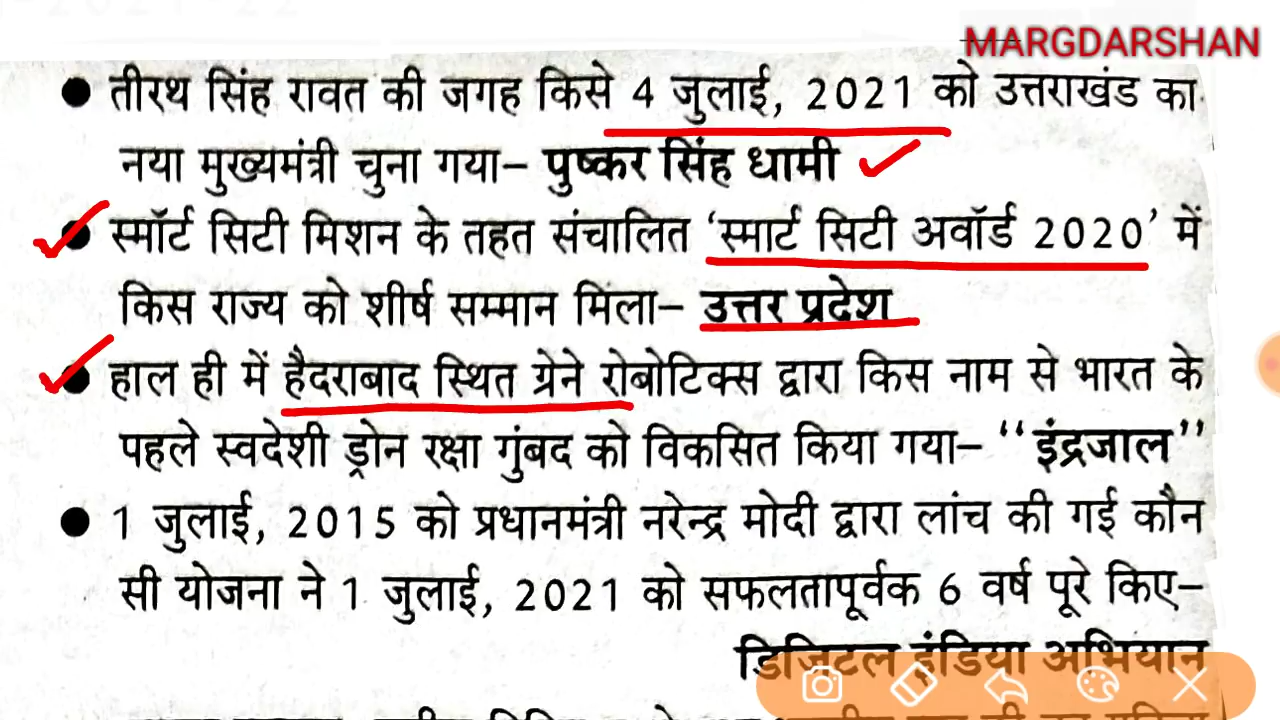 MARGDARSHAN
● तीरथ सिंह रावत की जगह किसे 4 जुलाई, 2021 को उत्तराखंड का
नया मुख्यमंत्री चुना गया– पुष्कर सिंह धामी
● स्मॉर्ट सिटी मिशन के तहत संचालित ‘स्मार्ट सिटी अवॉर्ड 2020’ में
किस राज्य को शीर्ष सम्मान मिला– उत्तर प्रदेश
● हाल ही में हैदराबाद स्थित ग्रेने रोबोटिक्स द्वारा किस नाम से भारत के
पहले स्वदेशी ड्रोन रक्षा गुंबद को विकसित किया गया– ‘‘इंद्रजाल’’
● 1 जुलाई, 2015 को प्रधानमंत्री नरेन्द्र मोदी द्वारा लांच की गई कौन
सी योजना ने 1 जुलाई, 2021 को सफलतापूर्वक 6 वर्ष पूरे किए–
डिजिटल इंडिया अभियान